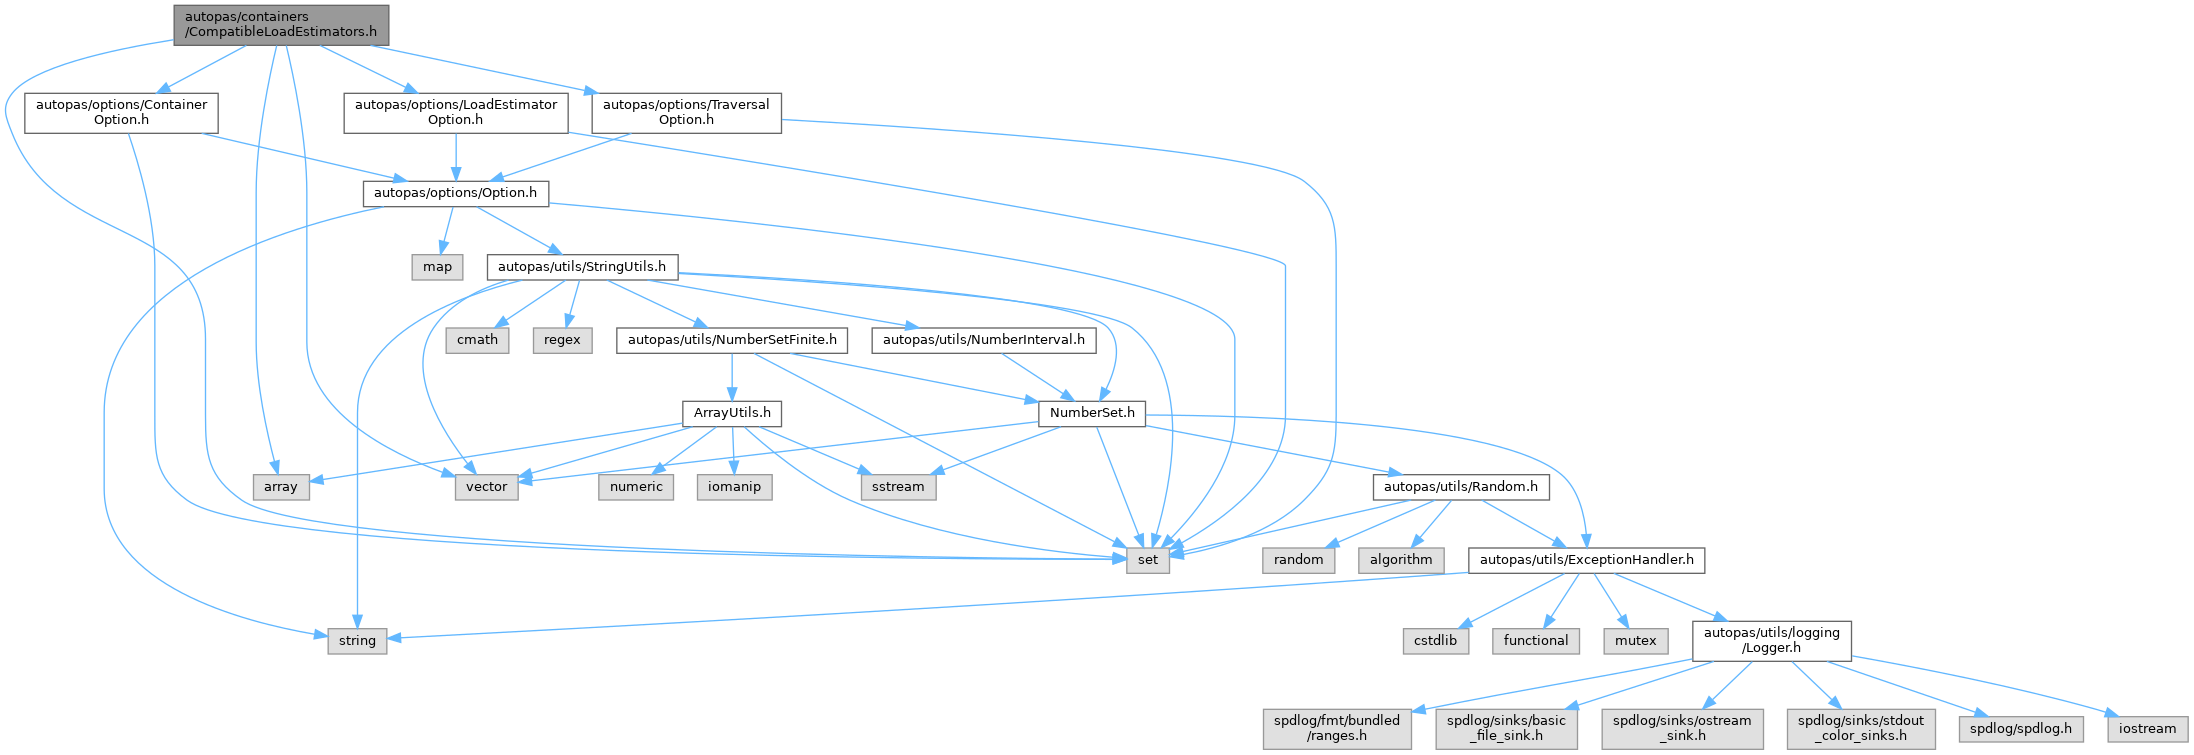 autopas/containers
/CompatibleLoadEstimators.h
autopas/options/Container
Option.h
autopas/options/LoadEstimator
Option.h
autopas/options/Traversal
Option.h
autopas/options/Option.h
map
autopas/utils/StringUtils.h
cmath
regex
autopas/utils/NumberSetFinite.h
autopas/utils/NumberInterval.h
ArrayUtils.h
NumberSet.h
array
vector
numeric
iomanip
sstream
autopas/utils/Random.h
set
random
algorithm
autopas/utils/ExceptionHandler.h
string
cstdlib
functional
mutex
autopas/utils/logging
/Logger.h
spdlog/fmt/bundled
/ranges.h
spdlog/sinks/basic
_file_sink.h
spdlog/sinks/ostream
_sink.h
spdlog/sinks/stdout
_color_sinks.h
spdlog/spdlog.h
iostream